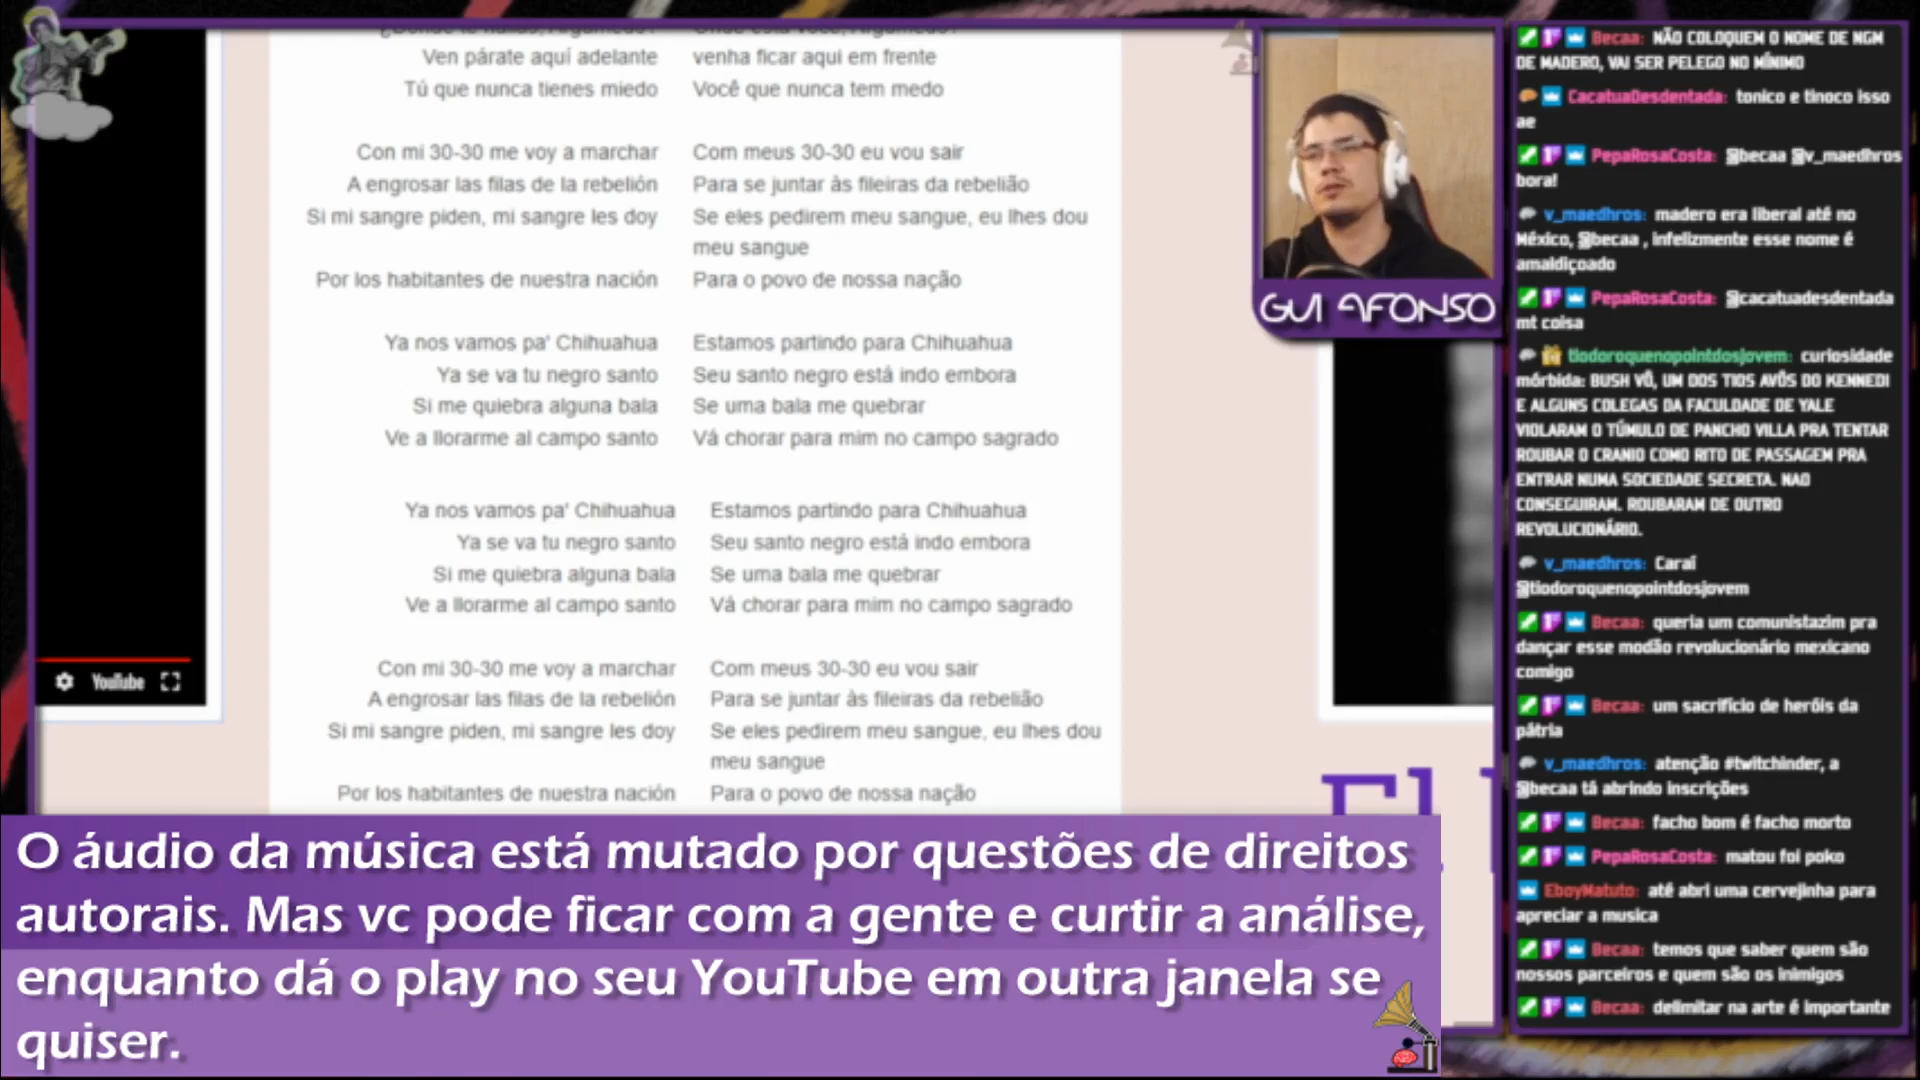 ¿Dónde te hallas, Argumedo?
Onde está você, Argumedo?
Ven párate aquí adelante
venha ficar aqui em frente
Tú que nunca tienes miedo
Você que nunca tem medo
Con mi 30-30 me voy a marchar
Com meus 30-30 eu vou sair
A engrosar las filas de la rebelión
Para se juntar às fileiras da rebelião
Si mi sangre piden, mi sangre les doy
Se eles pedirem meu sangue, eu lhes dou
meu sangue
Por los habitantes de nuestra nación
Para o povo de nossa nação
Ya nos vamos pa' Chihuahua
Estamos partindo para Chihuahua
Ya se va tu negro santo
Seu santo negro está indo embora
Si me quiebra alguna bala
Se uma bala me quebrar
Ve a llorarme al campo santo
Vá chorar para mim no campo sagrado
Ya nos vamos pa' Chihuahua
Estamos partindo para Chihuahua
Ya se va tu negro santo
Seu santo negro está indo embora
Si me quiebra alguna bala
Se uma bala me quebrar
Ve a llorarme al campo santo
Vá chorar para mim no campo sagrado
Con mi 30-30 me voy a marchar
Com meus 30-30 eu vou sair
A engrosar las filas de la rebelión
Para se juntar às fileiras da rebelião
Si mi sangre piden, mi sangre les doy
Se eles pedirem meu sangue, eu lhes dou
meu sangue
Por los habitantes de nuestra nación
Para o povo de nossa nação
YouTube
GUI AFONSO
O áudio da música está mutado por questões de direitos
autorais. Mas vc pode ficar com a gente e curtir a análise,
enquanto dá o play no seu YouTube em outra janela se
quiser.
Becaa: NÃO COLOQUEM O NOME DE NGM
DE MADERO, VAI SER PELEGO NO MÍNIMO
CacatuaDesdentada: tonico e tinoco isso
ae
PepaRosaCosta: @becaa @v_maedhros
bora!
v_maedhros: madero era liberal até no
México, @becaa , infelizmente esse nome é
amaldiçoado
PepaRosaCosta: @cacatuadesdentada
mt coisa
tiodoroquenopointdosjovem: curiosidade
mórbida: BUSH VÔ, UM DOS TIOS AVÔS DO KENNEDI
E ALGUNS COLEGAS DA FACULDADE DE YALE
VIOLARAM O TÚMULO DE PANCHO VILLA PRA TENTAR
ROUBAR O CRANIO COMO RITO DE PASSAGEM PRA
ENTRAR NUMA SOCIEDADE SECRETA. NAO
CONSEGUIRAM. ROUBARAM DE OUTRO
REVOLUCIONÁRIO.
v_maedhros: Caraí
@tiodoroquenopointdosjovem
Becaa: queria um comunistazim pra
dançar esse modão revolucionário mexicano
comigo
Becaa: um sacrifício de heróis da
pátria
v_maedhros: atenção #twitchinder, a
@becaa tá abrindo inscrições
Becaa: facho bom é facho morto
PepaRosaCosta: matou foi poko
EboyMatuto: até abri uma cervejinha para
apreciar a musica
Becaa: temos que saber quem são
nossos parceiros e quem são os inimigos
Becaa: delimitar na arte é importante